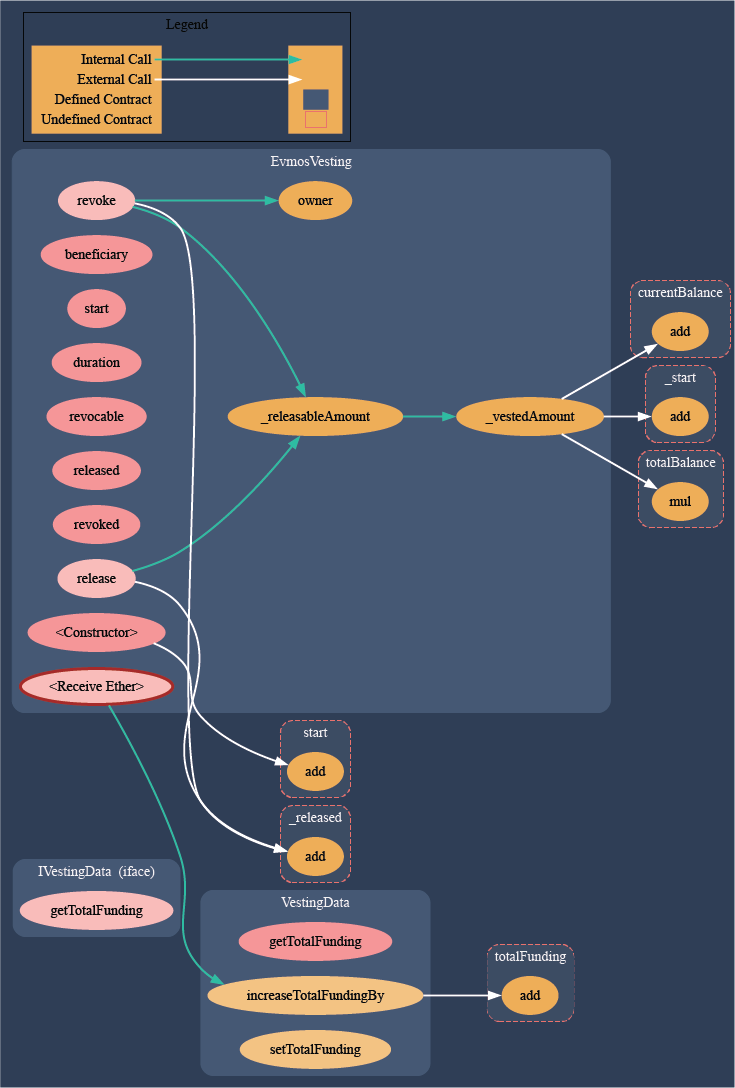 Legend
Internal Call
External Call
Defined Contract
Undefined Contract
EvmosVesting
revoke
owner
beneficiary
start
duration
revocable
released
revoked
release
<Constructor>
<Receive Ether>
_releasableAmount
_vestedAmount
currentBalance
add
_start
add
totalBalance
mul
start
add
_released
add
IVestingData  (iface)
getTotalFunding
VestingData
getTotalFunding
increaseTotalFundingBy
setTotalFunding
totalFunding
add